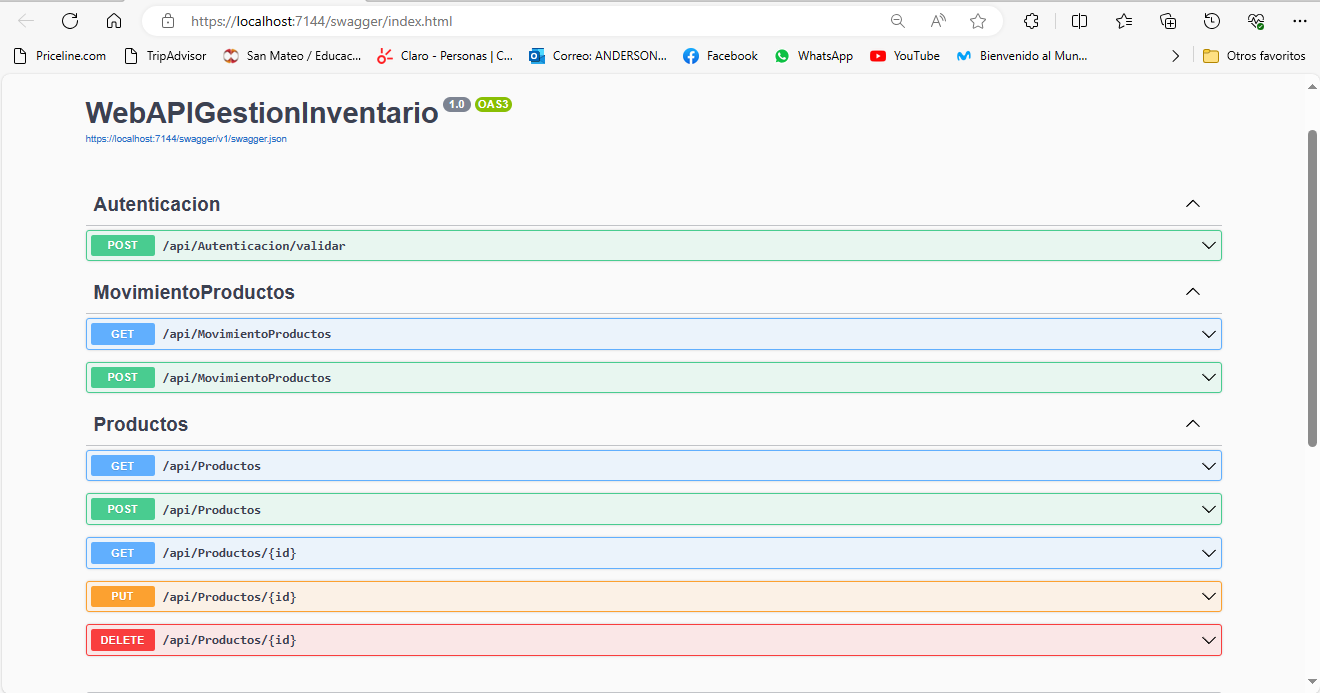 https://localhost:7144/swagger/index.html
Priceline.com TripAdvisor San Mateo / Educac... Claro - Personas | C... Correo: ANDERSON... Facebook WhatsApp YouTube Bienvenido al Mun... Otros favoritos
WebAPIGestionInventario 1.0 OAS3
https://localhost:7144/swagger/v1/swagger.json
Autenticacion
POST /api/Autenticacion/validar
MovimientoProductos
GET /api/MovimientoProductos
POST /api/MovimientoProductos
Productos
GET /api/Productos
POST /api/Productos
GET /api/Productos/{id}
PUT /api/Productos/{id}
DELETE /api/Productos/{id}